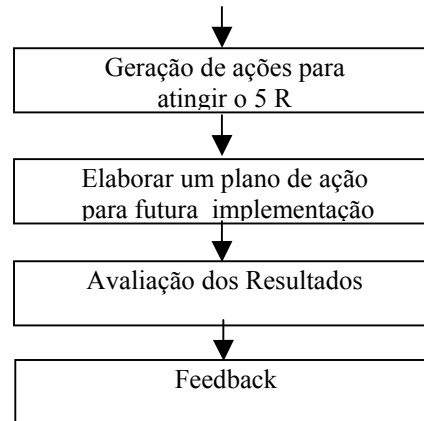 Geração de ações para
atingir o 5 R
Elaborar um plano de ação
para futura implementação
Avaliação dos Resultados
Feedback